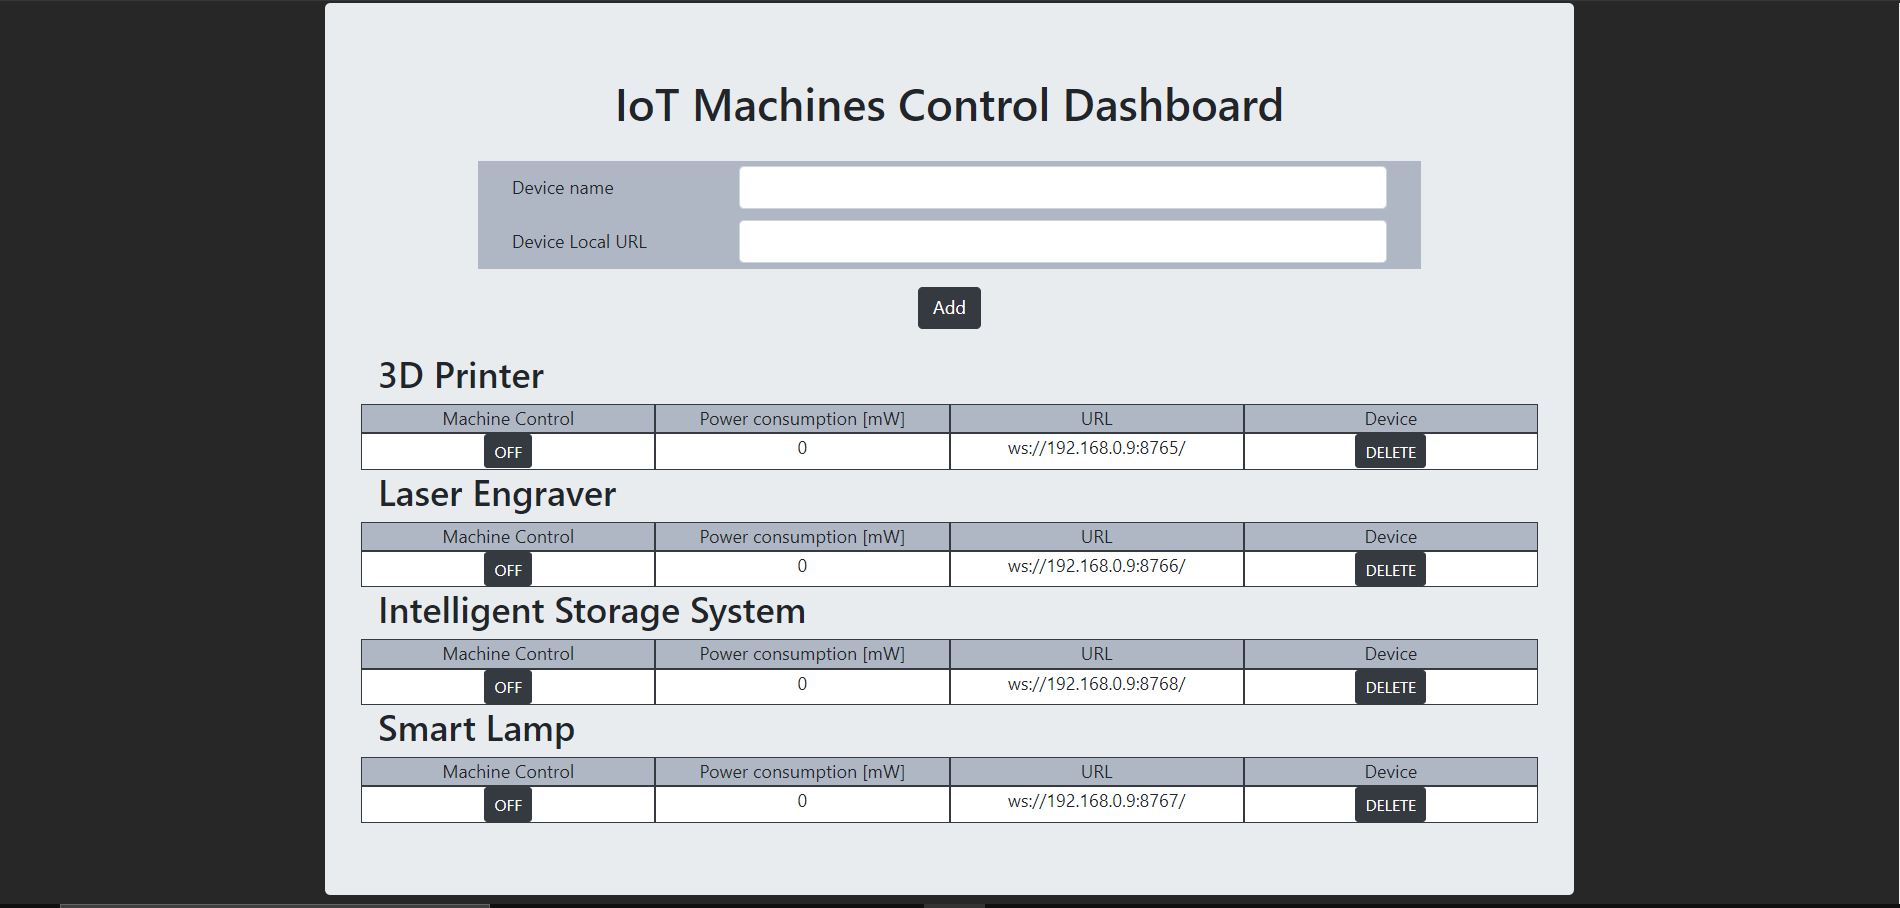 IoT Machines Control Dashboard
Device name
Device Local URL
Add
3D Printer
Machine Control Power consumption [mW] URL Device
OFF 0 ws://192.168.0.9:8765/ DELETE
Laser Engraver
Machine Control Power consumption [mW] URL Device
OFF 0 ws://192.168.0.9:8766/ DELETE
Intelligent Storage System
Machine Control Power consumption [mW] URL Device
OFF 0 ws://192.168.0.9:8768/ DELETE
Smart Lamp
Machine Control Power consumption [mW] URL Device
OFF 0 ws://192.168.0.9:8767/ DELETE